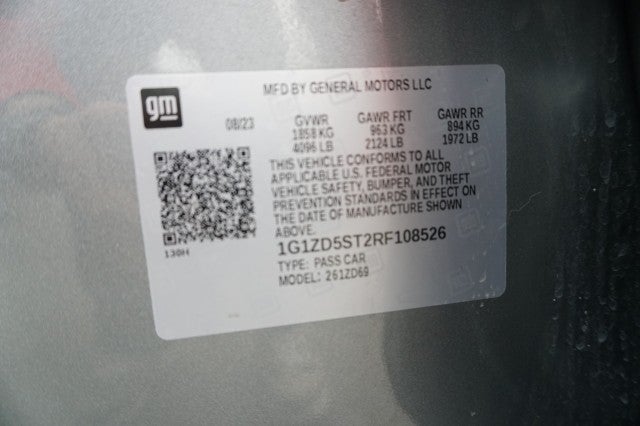 MFD BY GENERAL MOTORS LLC
gm
08/23
GVWR GAWR FRT GAWR RR
1858 KG 963 KG 894 KG
4096 LB 2124 LB 1972 LB
THIS VEHICLE CONFORMS TO ALL
APPLICABLE U.S. FEDERAL MOTOR
VEHICLE SAFETY, BUMPER, AND THEFT
PREVENTION STANDARDS IN EFFECT ON
THE DATE OF MANUFACTURE SHOWN
ABOVE.
130H
1G1ZD5ST2RF108526
TYPE: PASS CAR
MODEL: 261ZD69